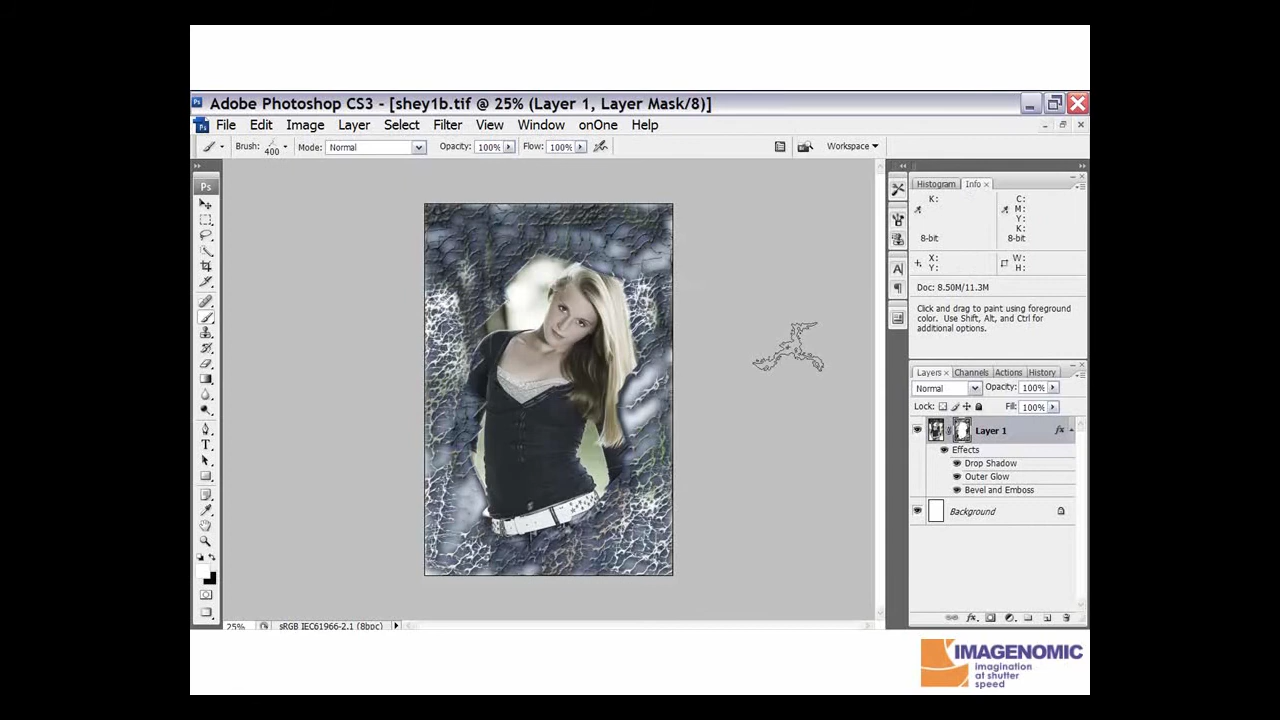 Adobe Photoshop CS3 - [shey1b.tif @ 25% (Layer 1, Layer Mask/8)]
File Edit Image Layer Select Filter View Window onOne Help
Brush: 400 Mode: Normal Opacity: 100% Flow: 100% Workspace
Ps
Histogram Info
K: C:
M:
Y:
K:
8-bit 8-bit
X: W:
Y: H:
Doc: 8.50M/11.3M
Click and drag to paint using foreground
color. Use Shift, Alt, and Ctrl for
additional options.
Layers Channels Actions History
Normal Opacity: 100%
Lock: Fill: 100%
Layer 1 fx
Effects
Drop Shadow
Outer Glow
Bevel and Emboss
Background
25% sRGB IEC61966-2.1 (8bpc)
IMAGENOMIC
imagination
at shutter
speed